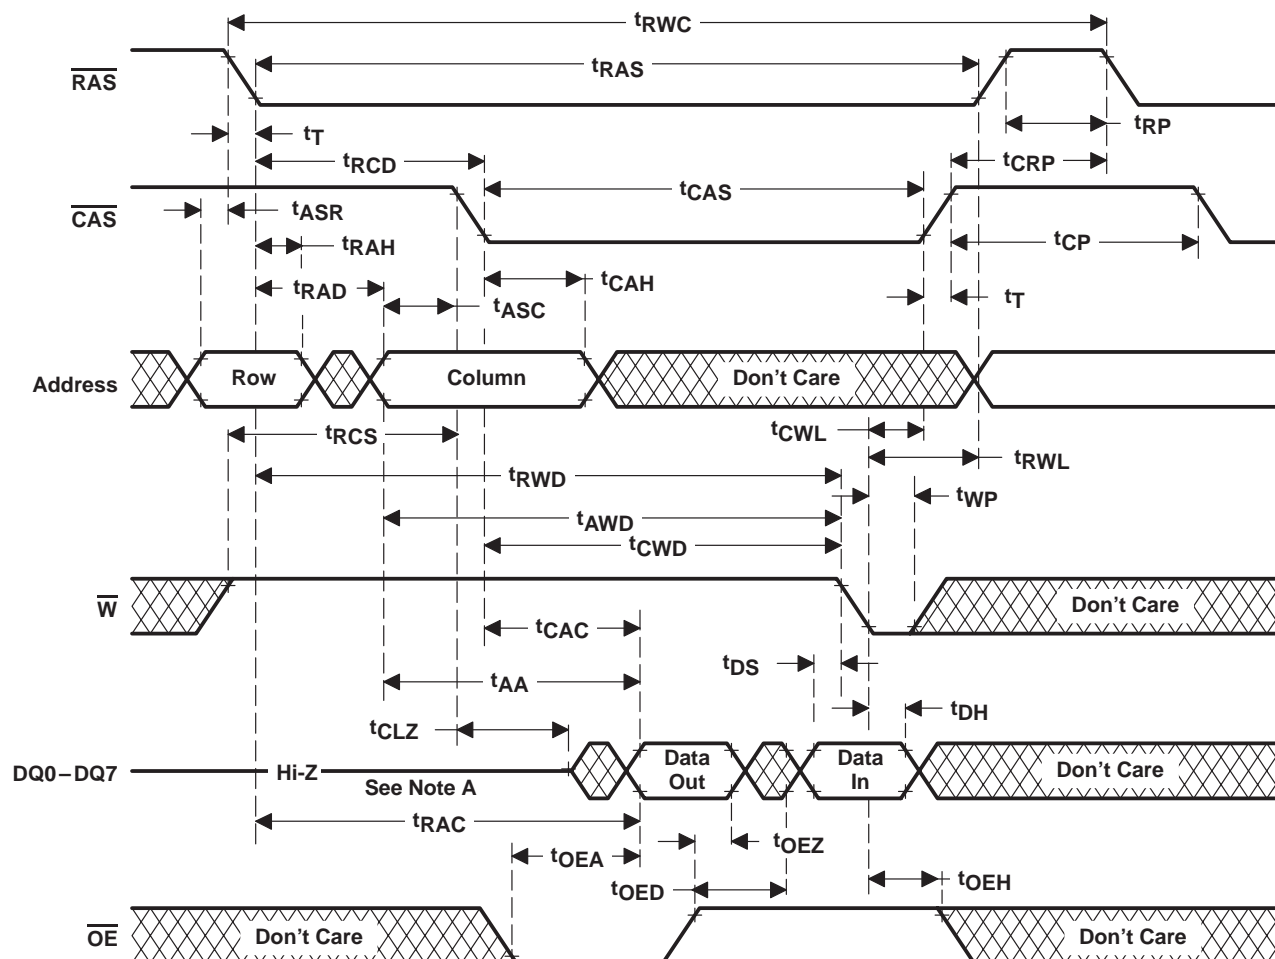 tRWC
RAS
tRAS
tT
tRP
tRCD
tCRP
CAS
tASR
tCAS
tRAH
tCP
tRAD
tCAH
tT
tASC
Address
Row
Column
Don't Care
tRCS
tCWL
tRWL
tRWD
tWP
tAWD
tCWD
W
Don't Care
tCAC
tDS
tAA
tDH
tCLZ
DQ0–DQ7
Hi-Z
See Note A
Data
Out
Data
In
Don't Care
tRAC
tOEZ
tOEA
tOED
tOEH
OE
Don't Care
Don't Care